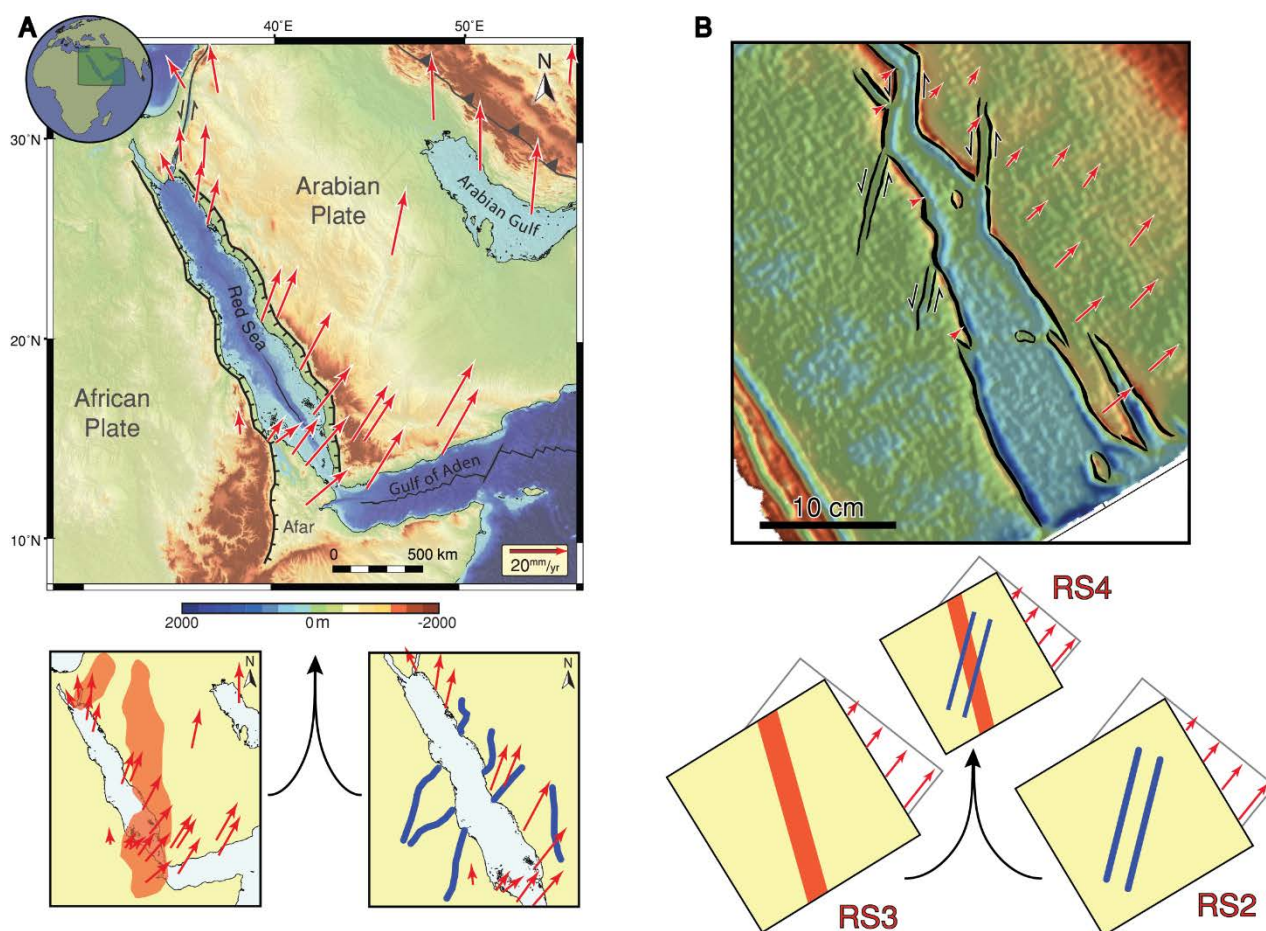 A
40°E
50°E
N
30°N
Arabian
Plate
Arabian Gulf
Red Sea
20°N
African
Plate
Gulf of Aden
Afar
0
500 km
20mm/yr
10°N
2000
0 m
-2000
N
N
B
10 cm
RS4
RS3
RS2